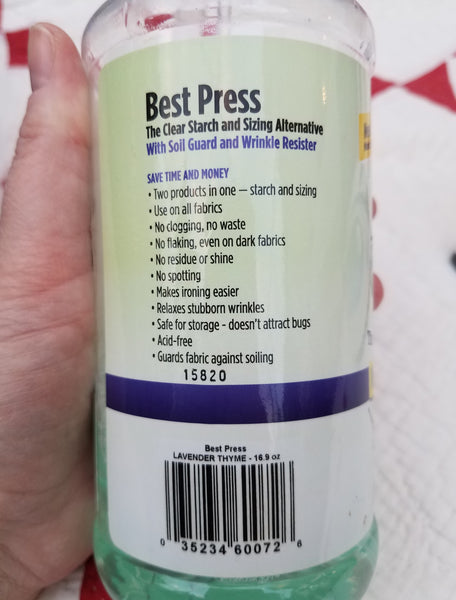 Best Press
The Clear Starch and Sizing Alternative
With Soil Guard and Wrinkle Resister
SAVE TIME AND MONEY
• Two products in one — starch and sizing
• Use on all fabrics
• No clogging, no waste
• No flaking, even on dark fabrics
• No residue or shine
• No spotting
• Makes ironing easier
• Relaxes stubborn wrinkles
• Safe for storage - doesn't attract bugs
• Acid-free
• Guards fabric against soiling
15820
Best Press
LAVENDER THYME - 16.9 oz
0 35234 60072 6